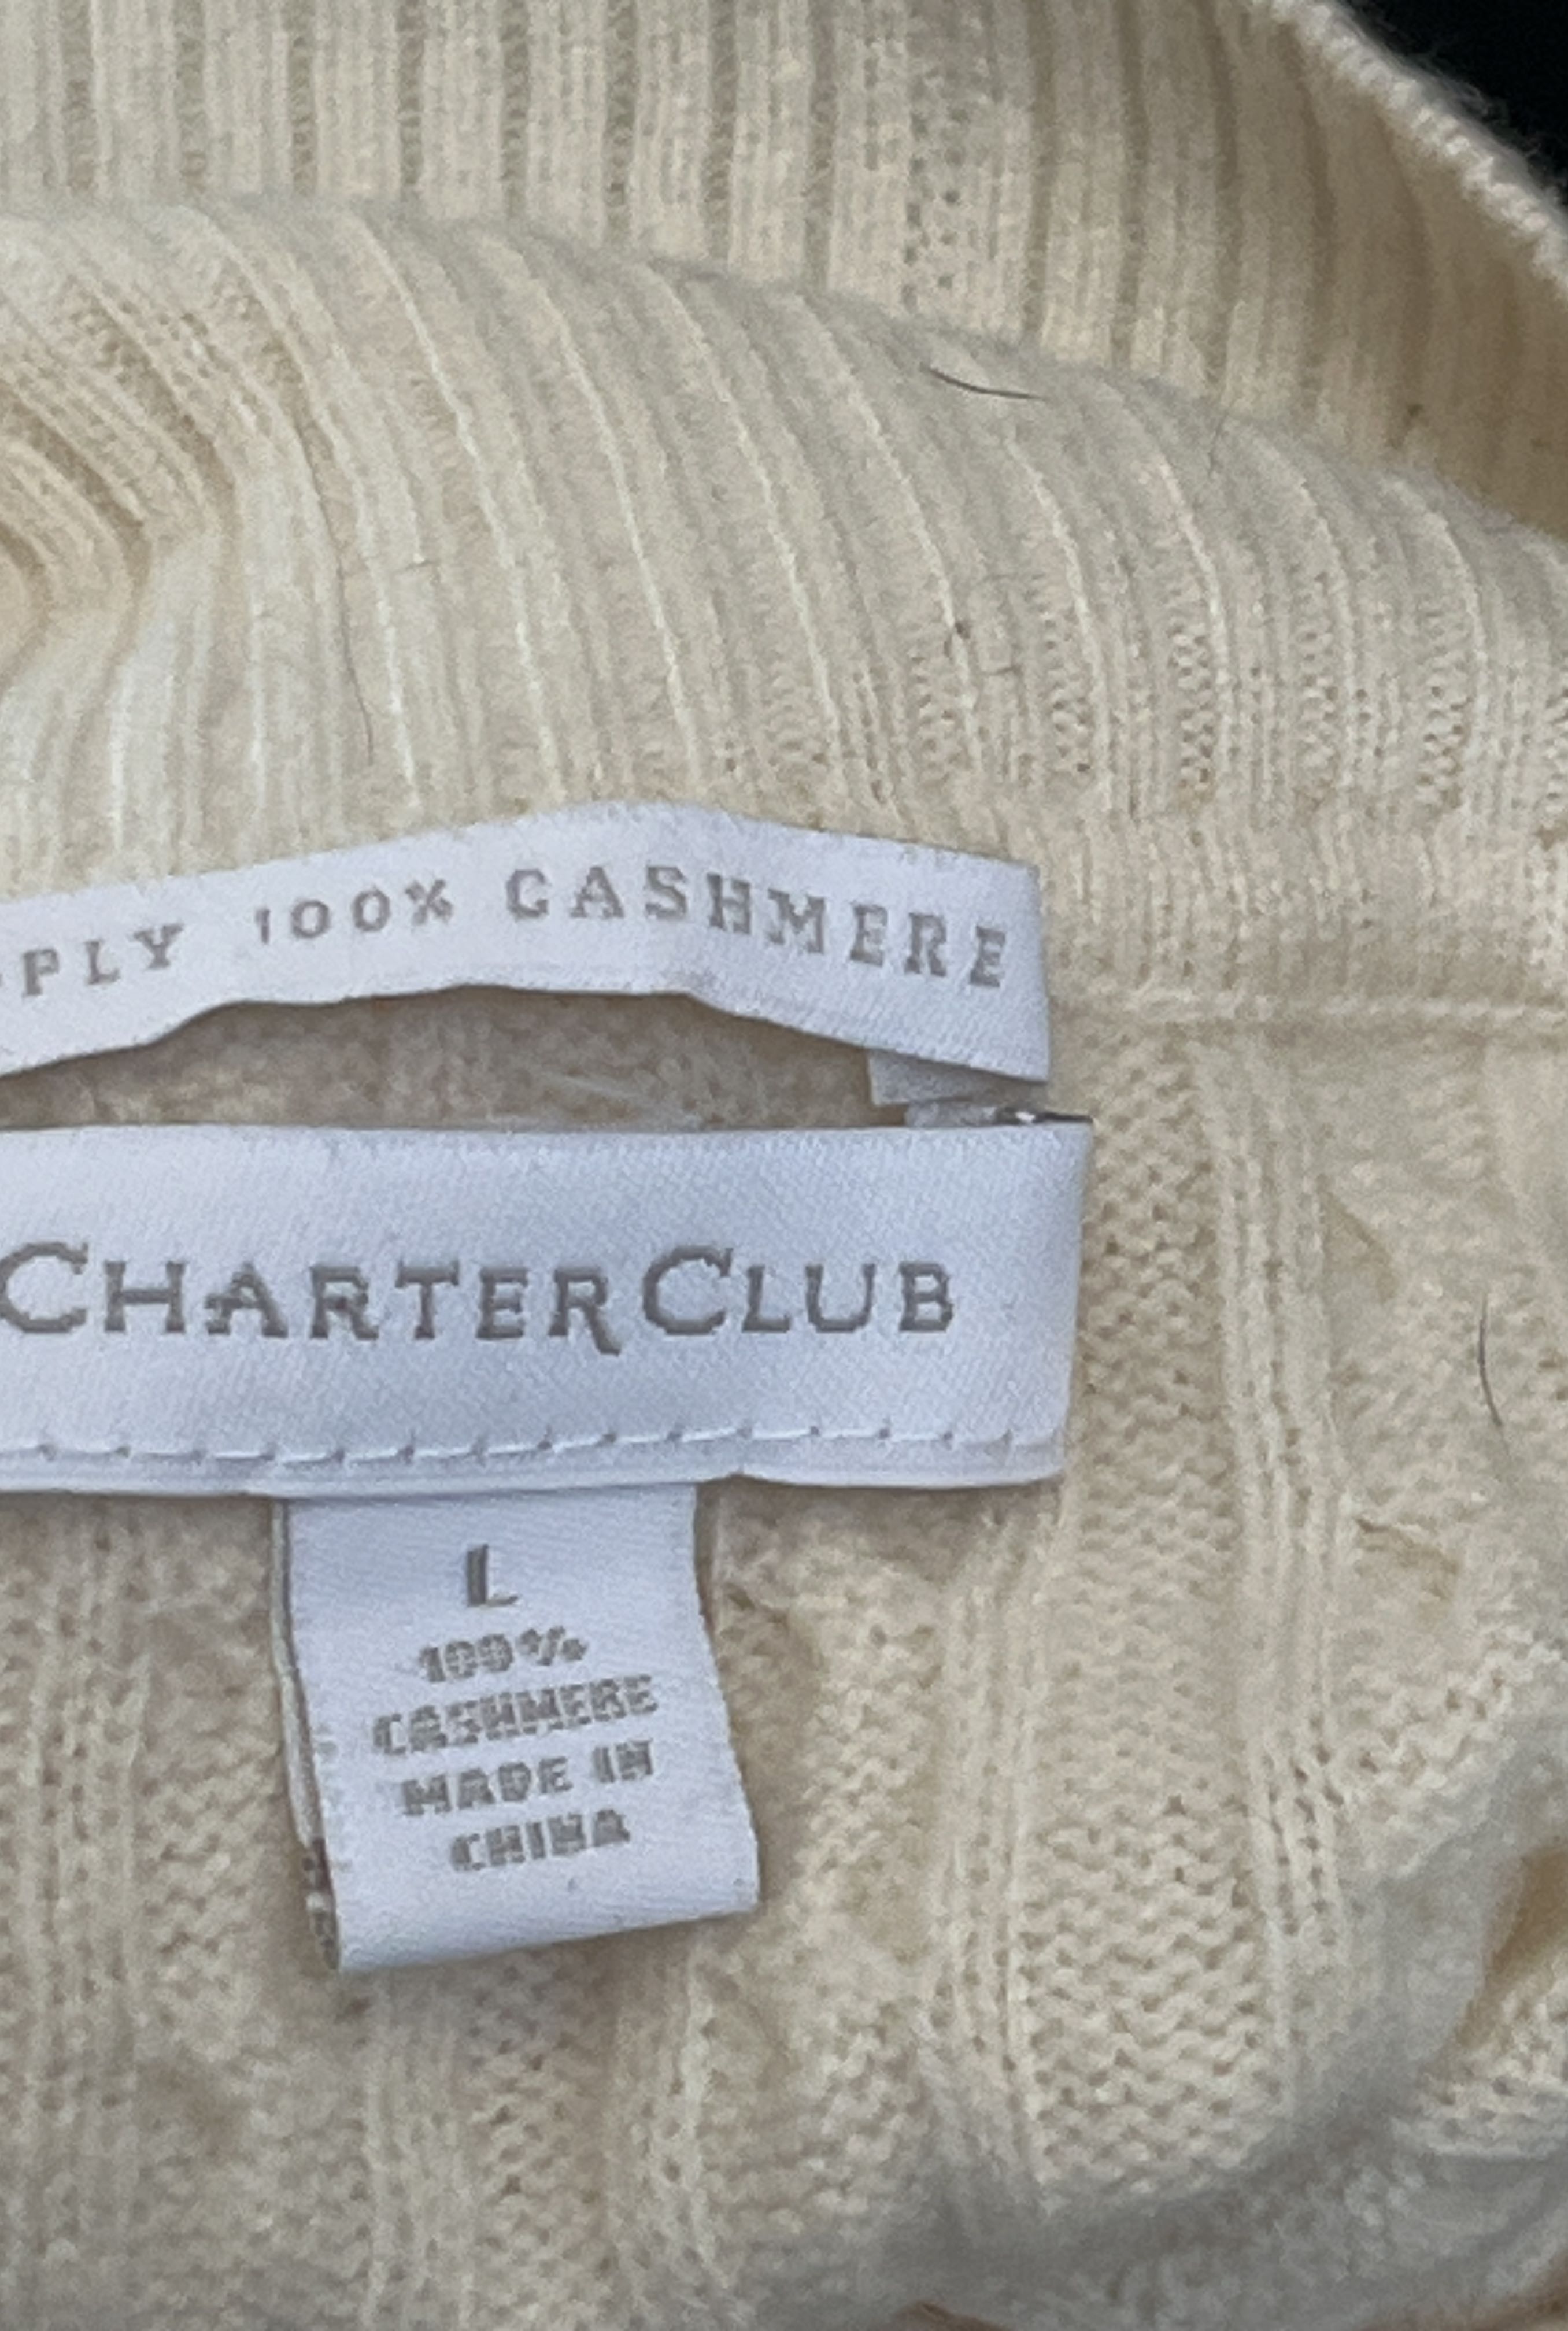 PLY 100% CASHMERE
CHARTER CLUB
L
100%
CASHMERE
MADE IN
CHINA